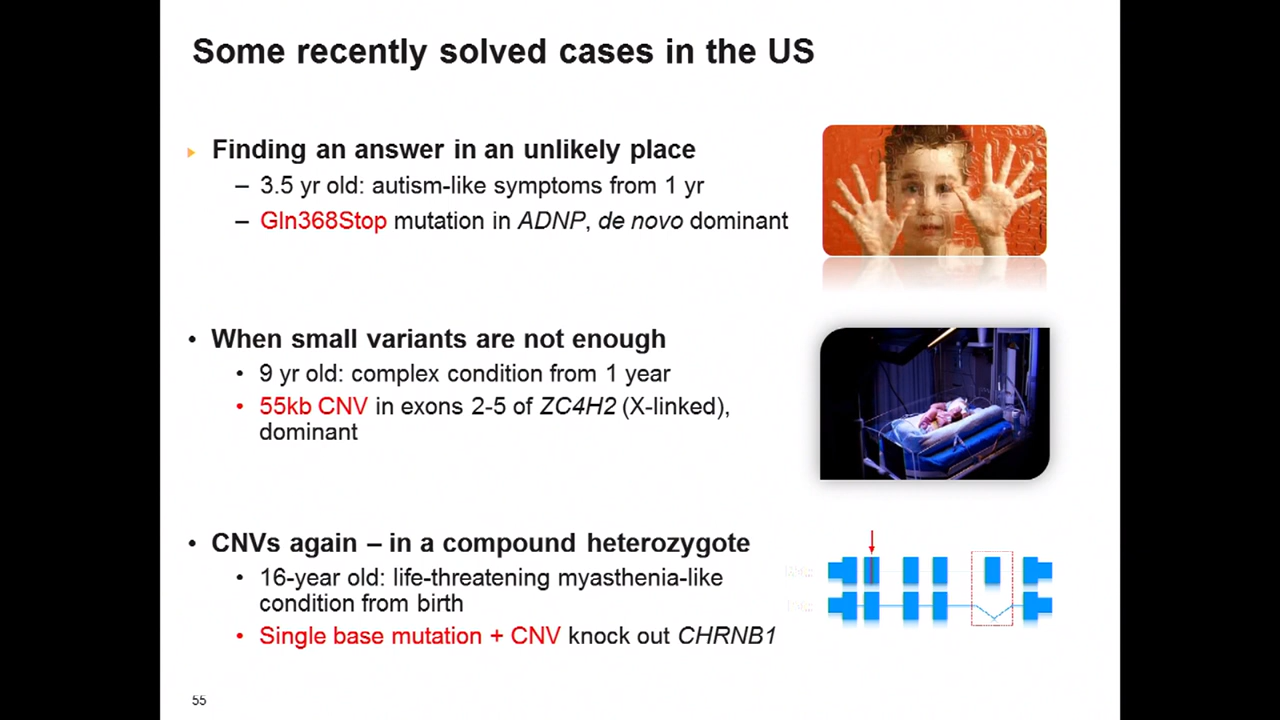 Some recently solved cases in the US
Finding an answer in an unlikely place
– 3.5 yr old: autism-like symptoms from 1 yr
– Gln368Stop mutation in ADNP, de novo dominant
• When small variants are not enough
• 9 yr old: complex condition from 1 year
• 55kb CNV in exons 2-5 of ZC4H2 (X-linked),
dominant
• CNVs again – in a compound heterozygote
• 16-year old: life-threatening myasthenia-like
condition from birth
• Single base mutation + CNV knock out CHRNB1
55